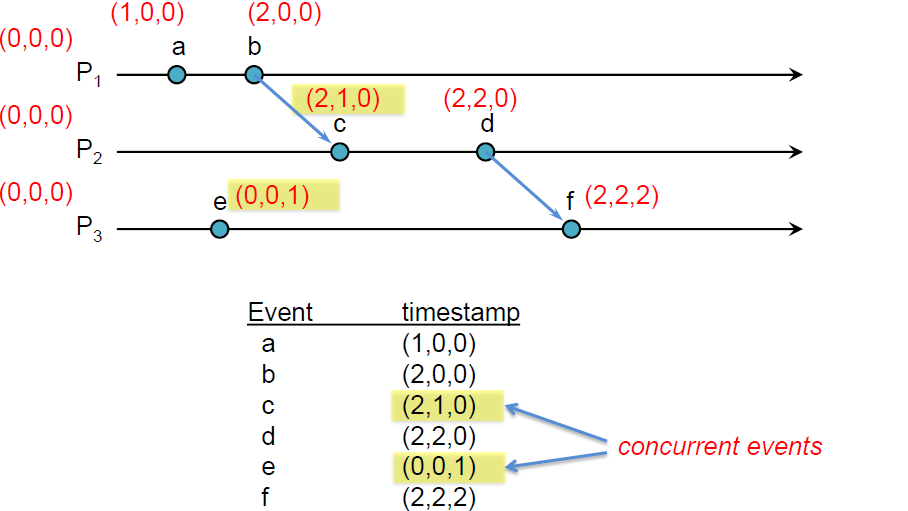 (1,0,0) (2,0,0)
(0,0,0)
a b
P1
(2,1,0) (2,2,0)
(0,0,0)
c d
P2
(0,0,0)
e (0,0,1) f (2,2,2)
P3
Event timestamp
a (1,0,0)
b (2,0,0)
c (2,1,0)
d (2,2,0)
concurrent events
e (0,0,1)
f (2,2,2)